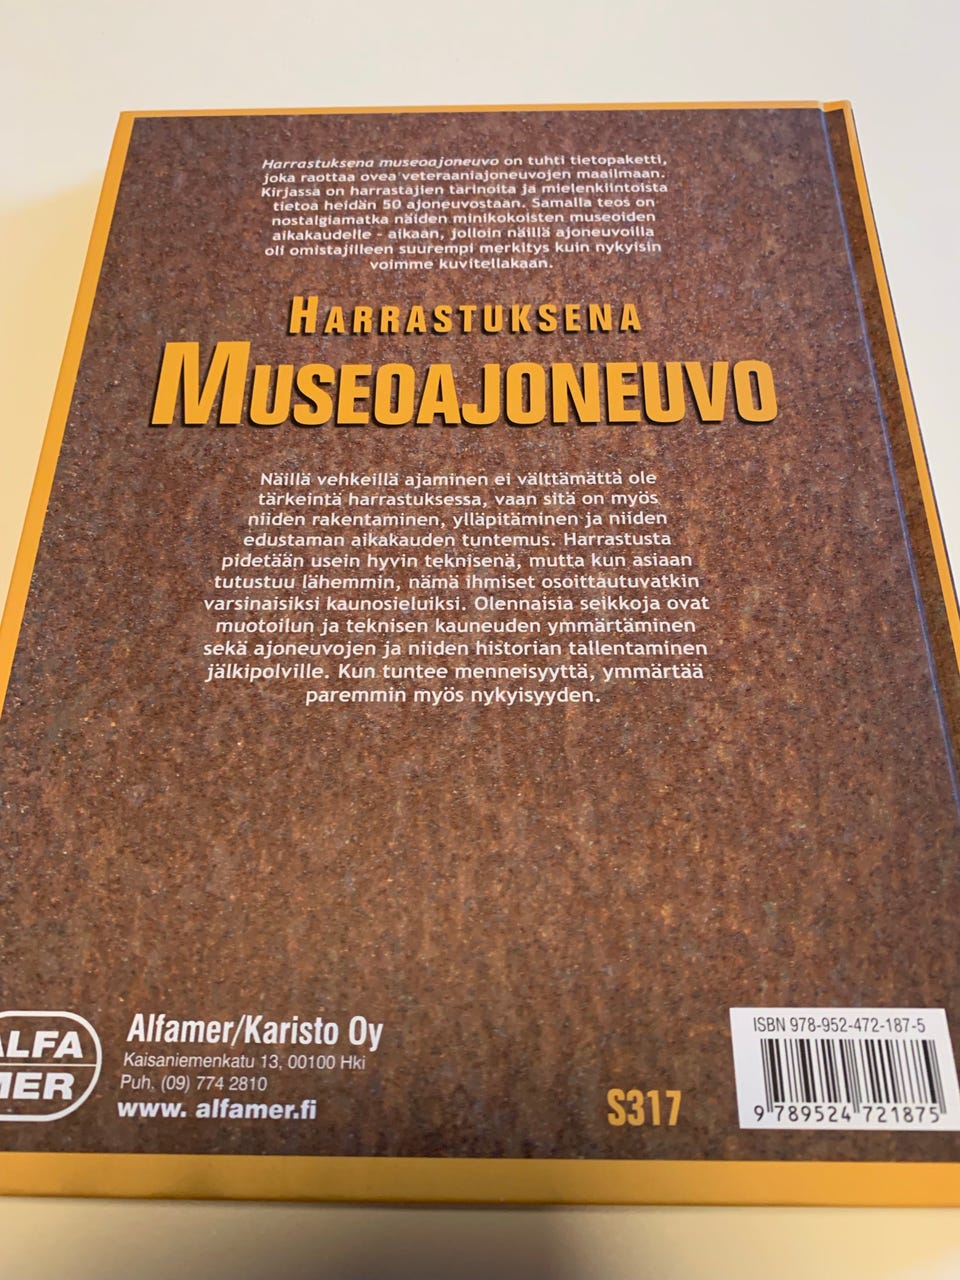 Harrastuksena museoajoneuvo on tuhti tietopaketti,
joka raottaa ovea veteraaniajoneuvojen maailmaan.
Kirjassa on harrastajien tarinoita ja mielenkiintoista
tietoa heidän 50 ajoneuvostaan. Samalla teos on
nostalgiamatka näiden minikokoisten museoiden
aikakaudelle - aikaan, jolloin näillä ajoneuvoilla
oli omistajilleen suurempi merkitys kuin nykyisin
voimme kuvitellakaan.
HARRASTUKSENA
MUSEOAJONEUVO
Näillä vehkeillä ajaminen ei välttämättä ole
tärkeintä harrastuksessa, vaan sitä on myös
niiden rakentaminen, ylläpitäminen ja niiden
edustaman aikakauden tuntemus. Harrastusta
pidetään usein hyvin teknisenä, mutta kun asiaan
tutustuu lähemmin, nämä ihmiset osoittautuvatkin
varsinaisiksi kaunosieluiksi. Olennaisia seikkoja ovat
muotoilun ja teknisen kauneuden ymmärtäminen
sekä ajoneuvojen ja niiden historian tallentaminen
jälkipolville. Kun tuntee menneisyyttä, ymmärtää
paremmin myös nykyisyyden.
ALFA
MER
Alfamer/Karisto Oy
Kaisaniemenkatu 13, 00100 Hki
Puh. (09) 774 2810
www. alfamer.fi
S317
ISBN 978-952-472-187-5
9 789524 721875